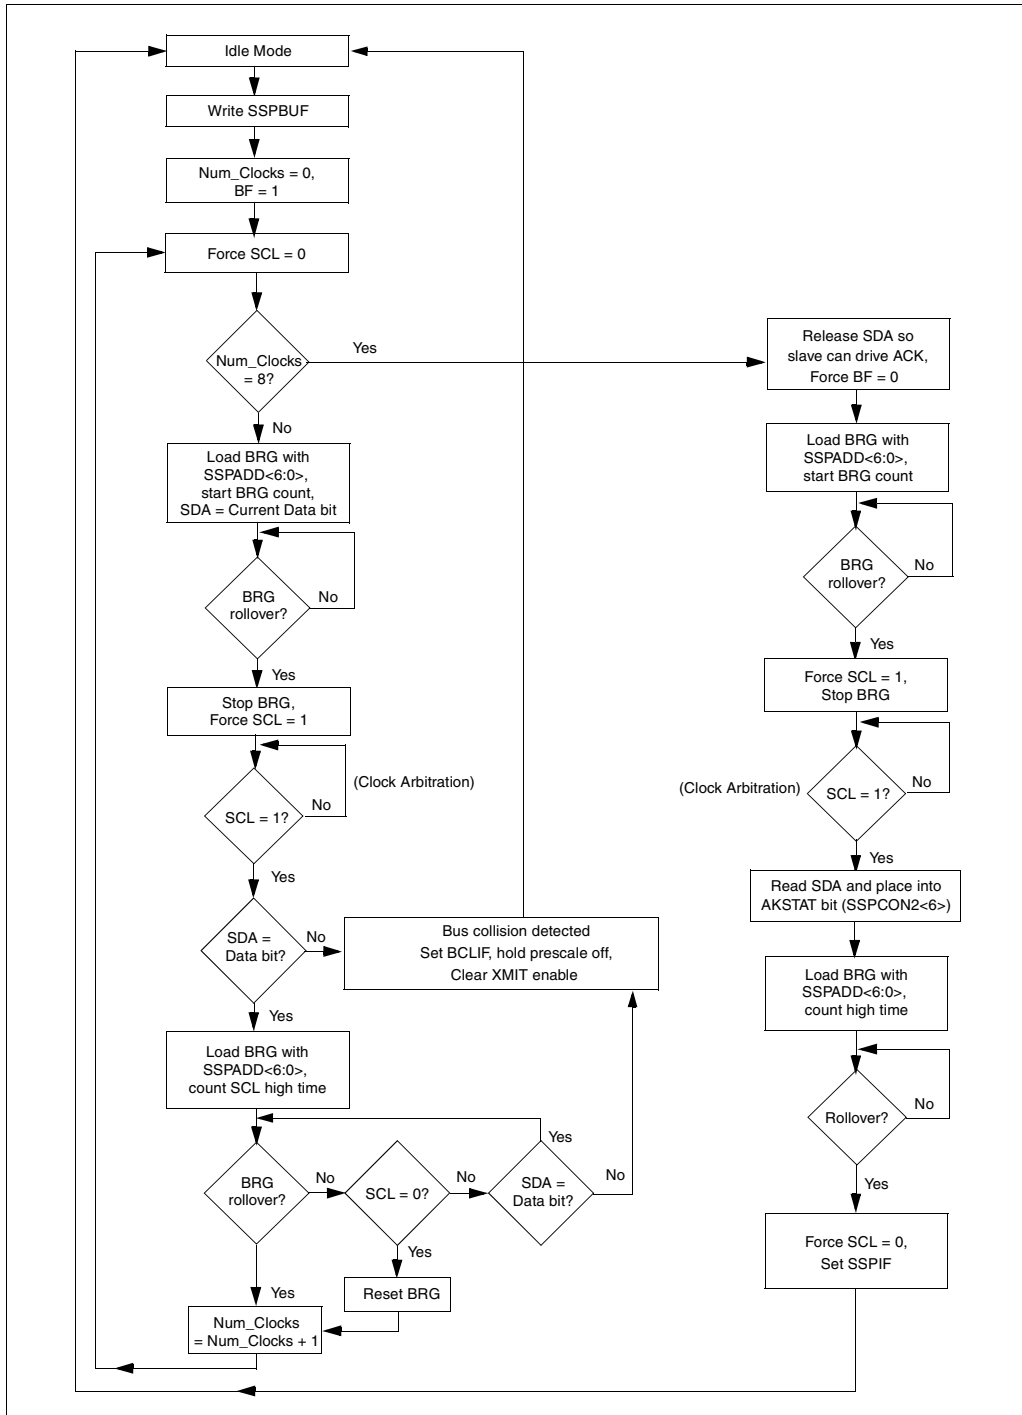 Idle Mode
Write SSPBUF
Num_Clocks = 0,
BF = 1
Force SCL = 0
Num_Clocks
= 8?
Yes
No
Load BRG with
SSPADD<6:0>,
start BRG count,
SDA = Current Data bit
BRG
rollover?
No
Yes
Stop BRG,
Force SCL = 1
SCL = 1?
No
(Clock Arbitration)
Yes
SDA =
Data bit?
No
Bus collision detected
Set BCLIF, hold prescale off,
Clear XMIT enable
Yes
Load BRG with
SSPADD<6:0>,
count SCL high time
BRG
rollover?
No
SCL = 0?
No
SDA =
Data bit?
Yes
No
Yes
Reset BRG
Yes
Num_Clocks
= Num_Clocks + 1
Release SDA so
slave can drive ACK,
Force BF = 0
Load BRG with
SSPADD<6:0>,
start BRG count
BRG
rollover?
No
Yes
Force SCL = 1,
Stop BRG
(Clock Arbitration)
SCL = 1?
No
Yes
Read SDA and place into
AKSTAT bit (SSPCON2<6>)
Load BRG with
SSPADD<6:0>,
count high time
Rollover?
No
Yes
Force SCL = 0,
Set SSPIF